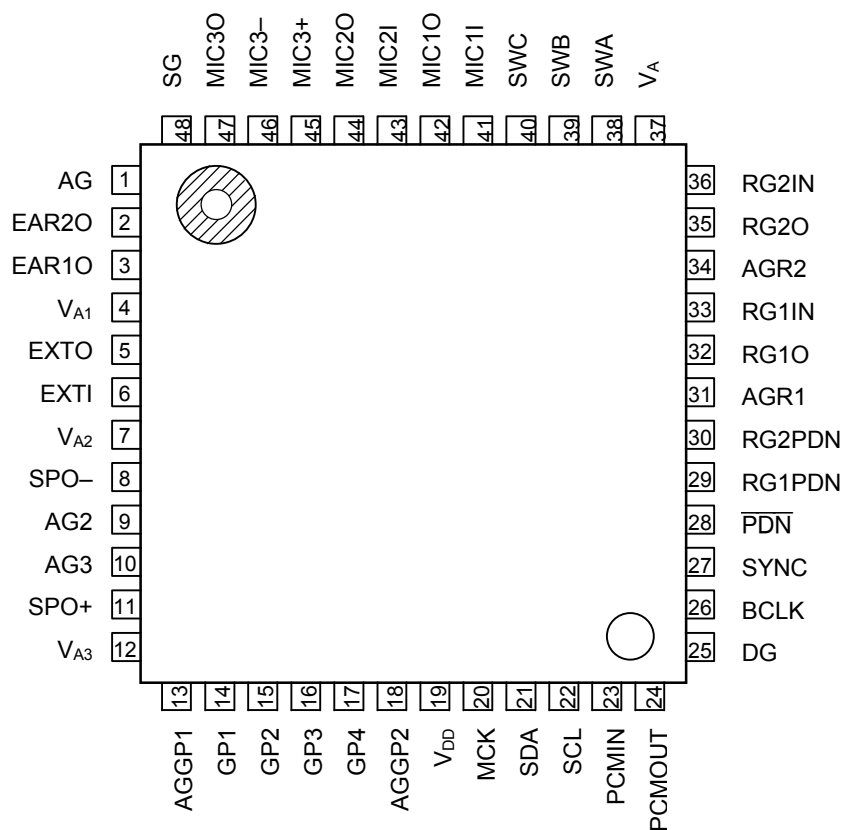 SG
MIC3O
MIC3–
MIC3+
MIC2O
MIC2I
MIC1O
MIC1I
SWC
SWB
SWA
VA
48
47
46
45
44
43
42
41
40
39
38
37
AG 1
EAR2O 2
EAR1O 3
VA1 4
EXTO 5
EXTI 6
VA2 7
SPO– 8
AG2 9
AG3 10
SPO+ 11
VA3 12
36 RG2IN
35 RG2O
34 AGR2
33 RG1IN
32 RG1O
31 AGR1
30 RG2PDN
29 RG1PDN
28 PDN
27 SYNC
26 BCLK
25 DG
13
14
15
16
17
18
19
20
21
22
23
24
AGGP1
GP1
GP2
GP3
GP4
AGGP2
VDD
MCK
SDA
SCL
PCMIN
PCMOUT